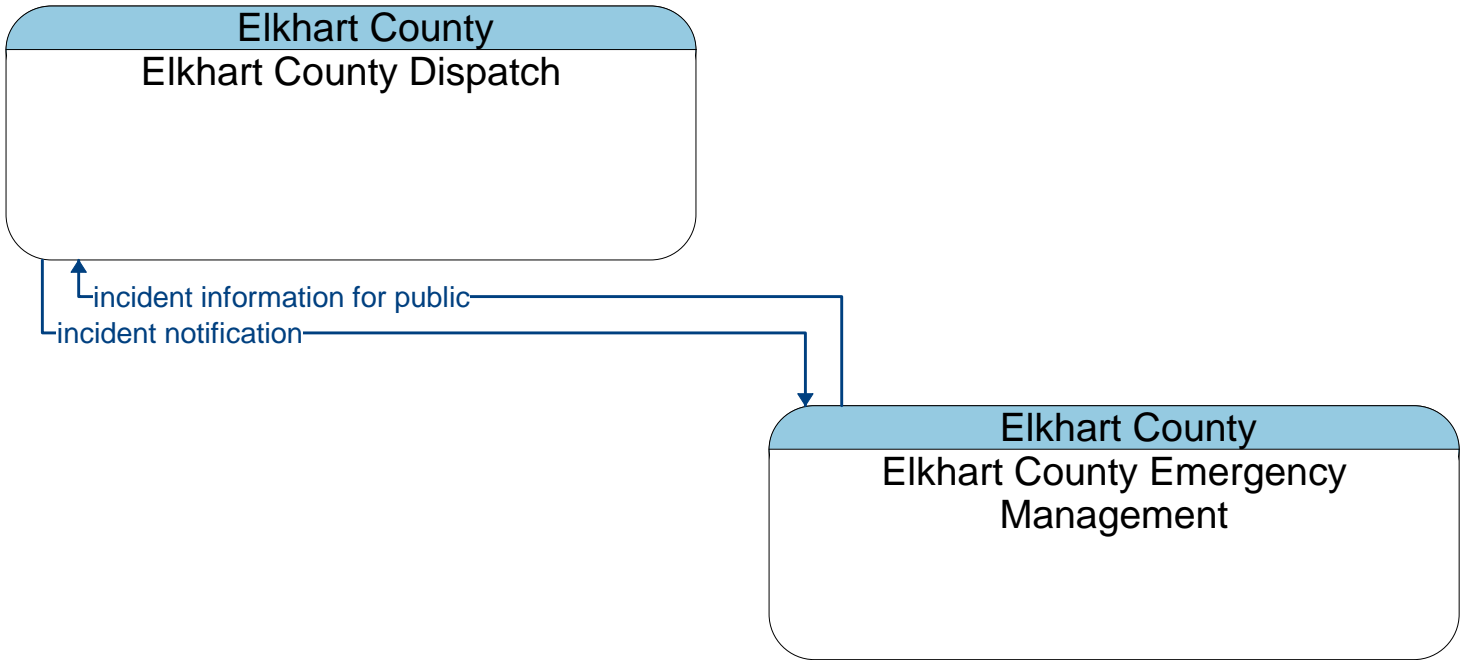 Elkhart County
Elkhart County Dispatch
incident information for public
incident notification
Elkhart County
Elkhart County Emergency
Management